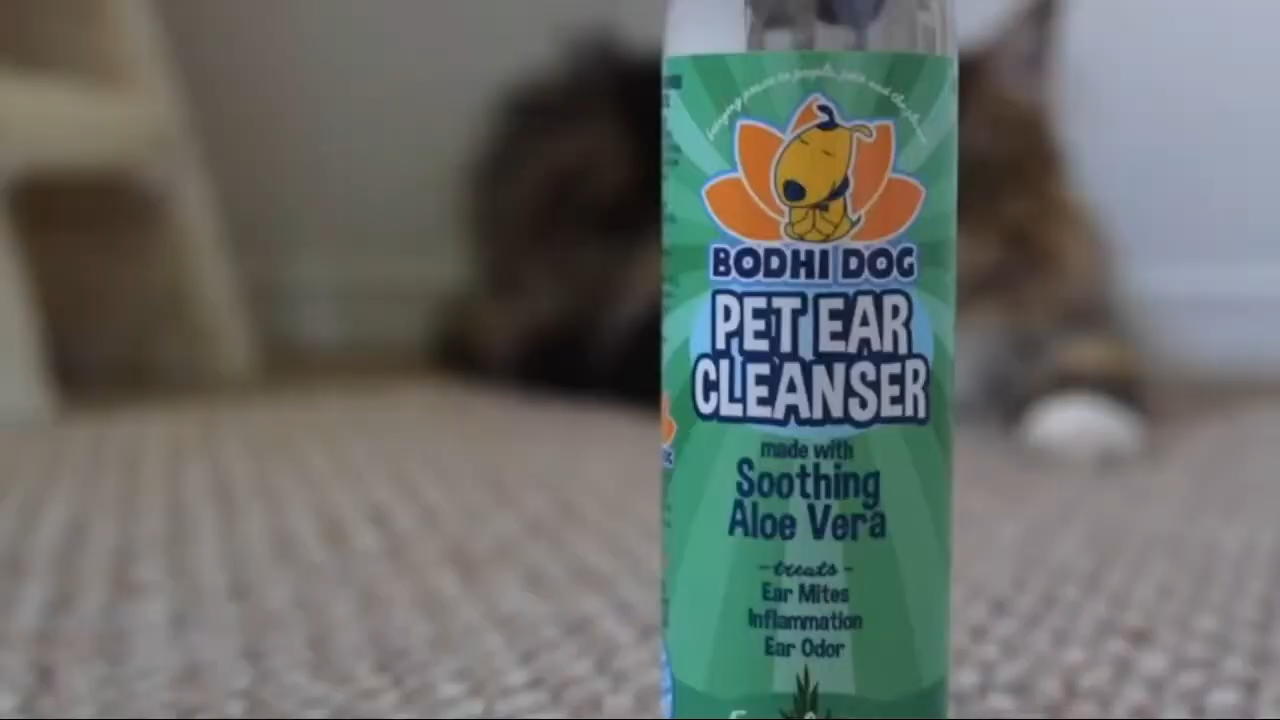 BODHI DOG
PET EAR
CLEANSER
made with
Soothing
Aloe Vera
-treats-
Ear Mites
Inflammation
Ear Odor